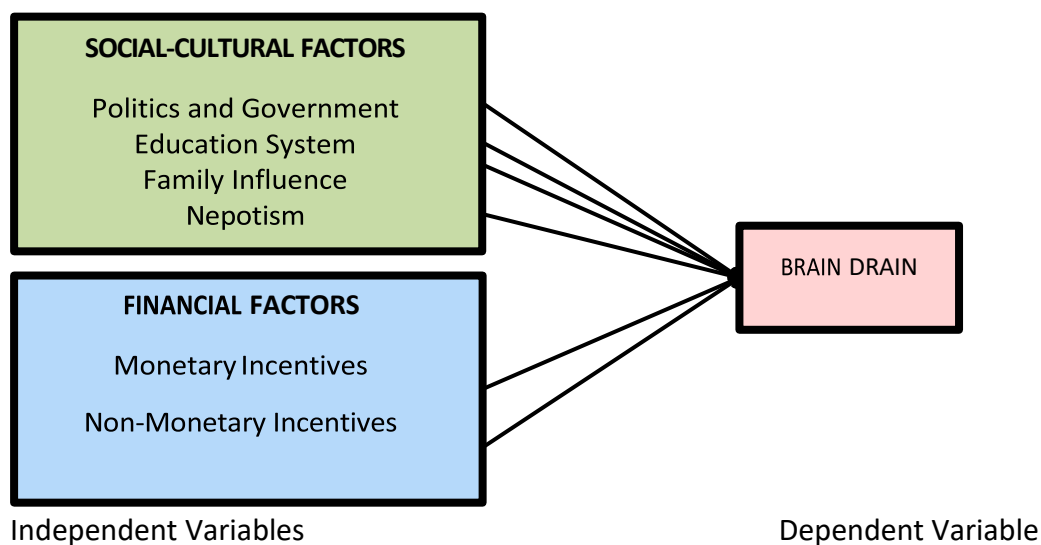 SOCIAL-CULTURAL FACTORS
Politics and Government
Education System
Family Influence
Nepotism
FINANCIAL FACTORS
Monetary Incentives
Non-Monetary Incentives
BRAIN DRAIN
Independent Variables
Dependent Variable